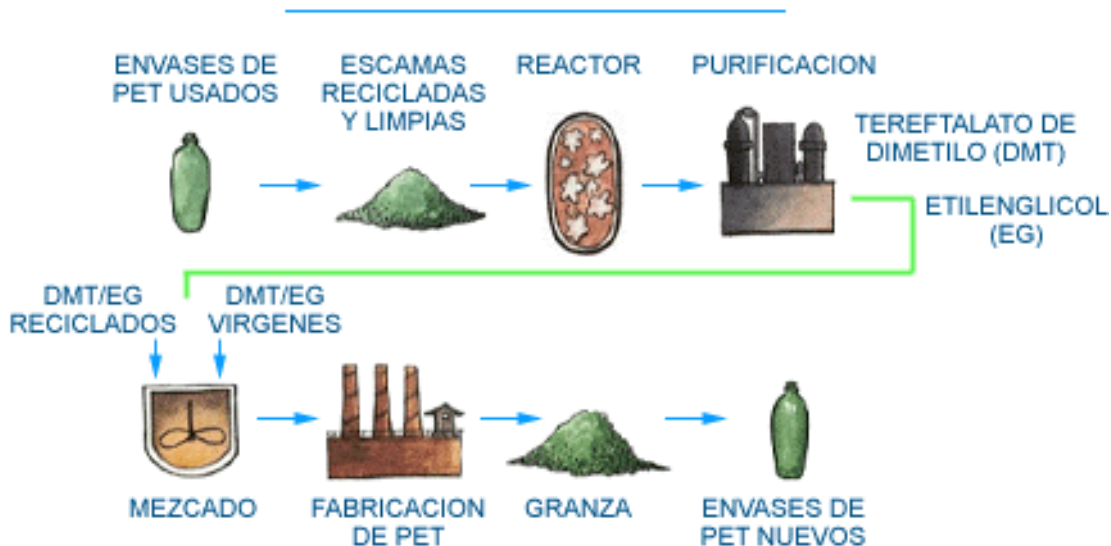 ENVASES DE
PET USADOS
ESCAMAS
RECICLADAS
Y LIMPIAS
REACTOR
PURIFICACION
TEREFTALATO DE
DIMETILO (DMT)
ETILENGLICOL
(EG)
DMT/EG
RECICLADOS
DMT/EG
VIRGENES
MEZCADO
FABRICACION
DE PET
GRANZA
ENVASES DE
PET NUEVOS